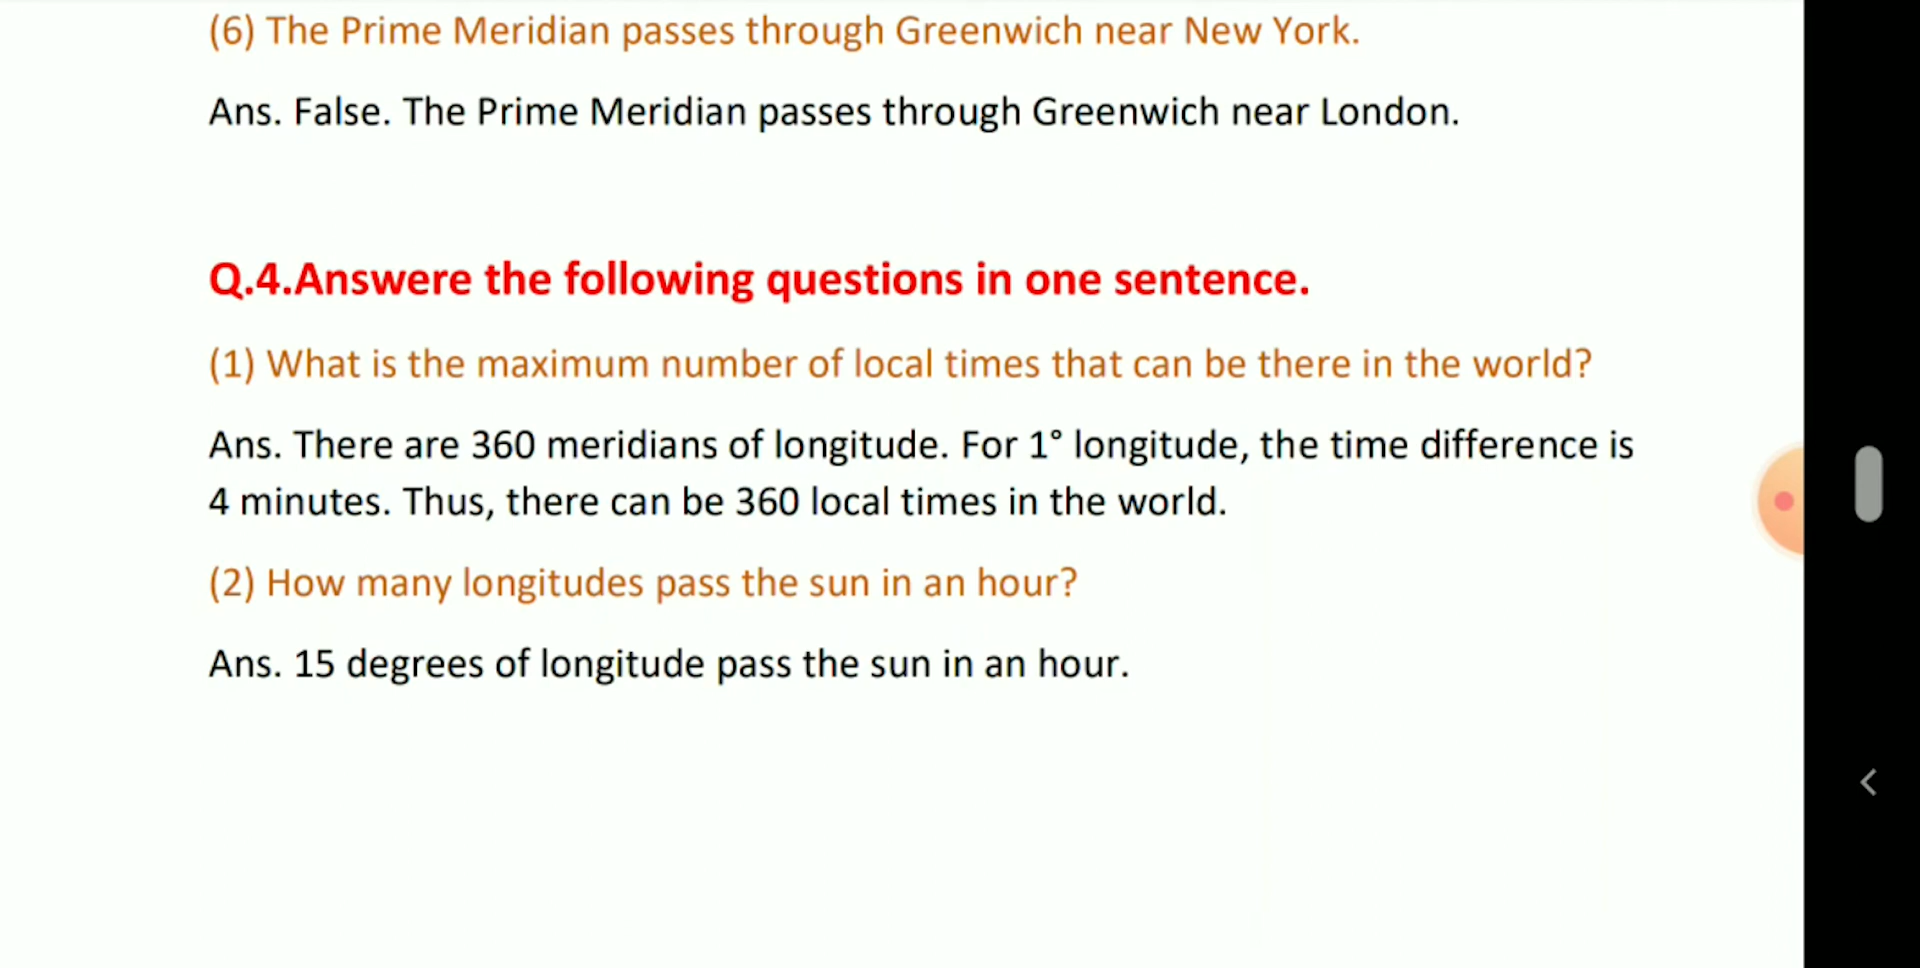 (6) The Prime Meridian passes through Greenwich near New York.
Ans. False. The Prime Meridian passes through Greenwich near London.
Q.4.Answere the following questions in one sentence.
(1) What is the maximum number of local times that can be there in the world?
Ans. There are 360 meridians of longitude. For 1° longitude, the time difference is
4 minutes. Thus, there can be 360 local times in the world.
(2) How many longitudes pass the sun in an hour?
Ans. 15 degrees of longitude pass the sun in an hour.